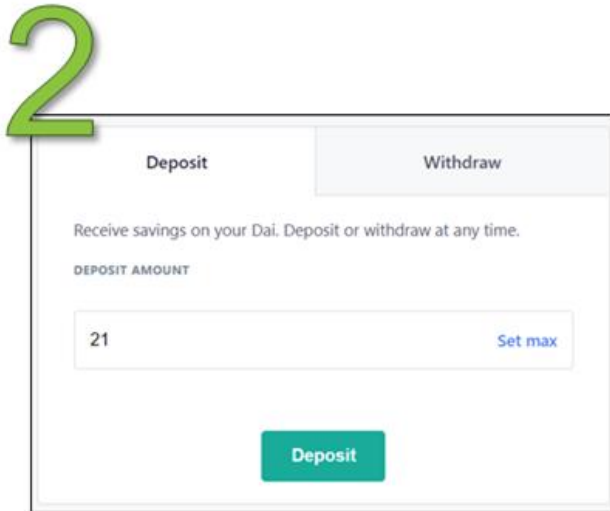 2
Deposit Withdraw
Receive savings on your Dai. Deposit or withdraw at any time.
DEPOSIT AMOUNT
21 Set max
Deposit